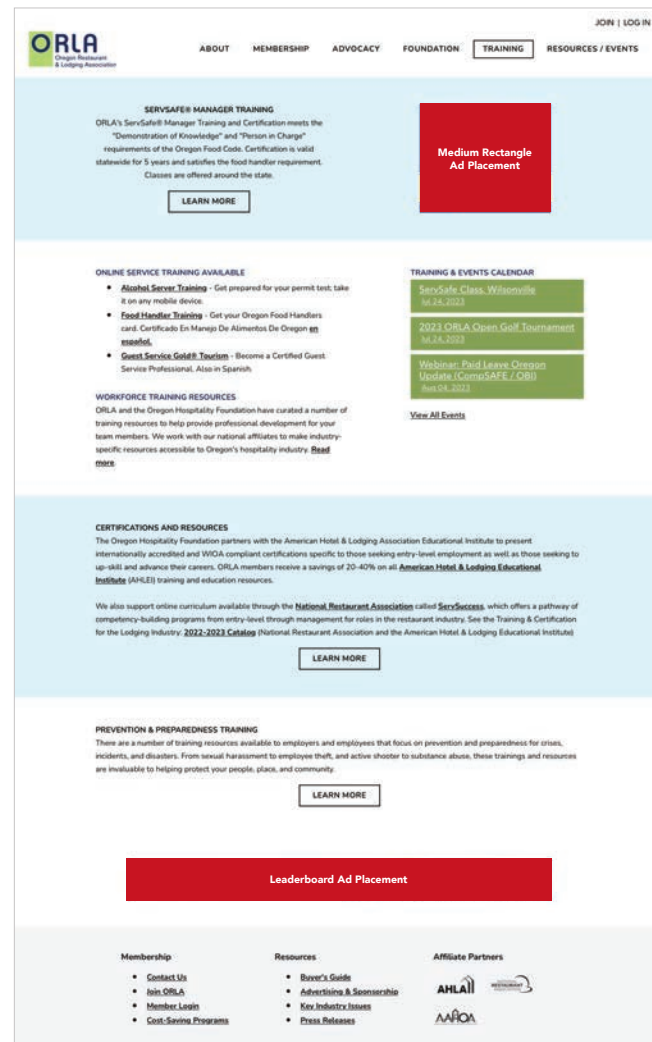 JOIN | LOG IN
ORLA
Oregon Restaurant
& Lodging Association
ABOUT MEMBERSHIP ADVOCACY FOUNDATION TRAINING RESOURCES / EVENTS
SERVSAFE® MANAGER TRAINING
ORLA's ServSafe® Manager Training and Certification meets the
"Demonstration of Knowledge" and "Person in Charge"
requirements of the Oregon Food Code. Certification is valid
statewide for 5 years and satisfies the food handler requirement.
Classes are offered around the state.
LEARN MORE
Medium Rectangle
Ad Placement
ONLINE SERVICE TRAINING AVAILABLE
• Alcohol Server Training - Get prepared for your permit test; take
it on any mobile device.
• Food Handler Training - Get your Oregon Food Handlers
card. Certificado En Manejo De Alimentos De Oregon en
español.
• Guest Service Gold® Tourism - Become a Certified Guest
Service Professional. Also in Spanish.
WORKFORCE TRAINING RESOURCES
ORLA and the Oregon Hospitality Foundation have curated a number of
training resources to help provide professional development for your
team members. We work with our national affiliates to make industry-
specific resources accessible to Oregon's hospitality industry. Read
more.
TRAINING & EVENTS CALENDAR
ServSafe Class, Wilsonville
Jul 24, 2023
2023 ORLA Open Golf Tournament
Jul 24, 2023
Webinar: Paid Leave Oregon
Update (CompSAFE / OBI)
Aug 04, 2023
View All Events
CERTIFICATIONS AND RESOURCES
The Oregon Hospitality Foundation partners with the American Hotel & Lodging Association Educational Institute to present
internationally accredited and WIOA compliant certifications specific to those seeking entry-level employment as well as those seeking to
up-skill and advance their careers. ORLA members receive a savings of 20-40% on all American Hotel & Lodging Educational
Institute (AHLEI) training and education resources.
We also support online curriculum available through the National Restaurant Association called ServSuccess, which offers a pathway of
competency-building programs from entry-level through management for roles in the restaurant industry. See the Training & Certification
for the Lodging Industry: 2022-2023 Catalog (National Restaurant Association and the American Hotel & Lodging Educational Institute)
LEARN MORE
PREVENTION & PREPAREDNESS TRAINING
There are a number of training resources available to employers and employees that focus on prevention and preparedness for crises,
incidents, and disasters. From sexual harassment to employee theft, and active shooter to substance abuse, these trainings and resources
are invaluable to helping protect your people, place, and community.
LEARN MORE
Leaderboard Ad Placement
Membership
• Contact Us
• Join ORLA
• Member Login
• Cost-Saving Programs
Resources
• Buyer's Guide
• Advertising & Sponsorship
• Key Industry Issues
• Press Releases
Affiliate Partners
AHLA
RESTAURANT
AAHOA